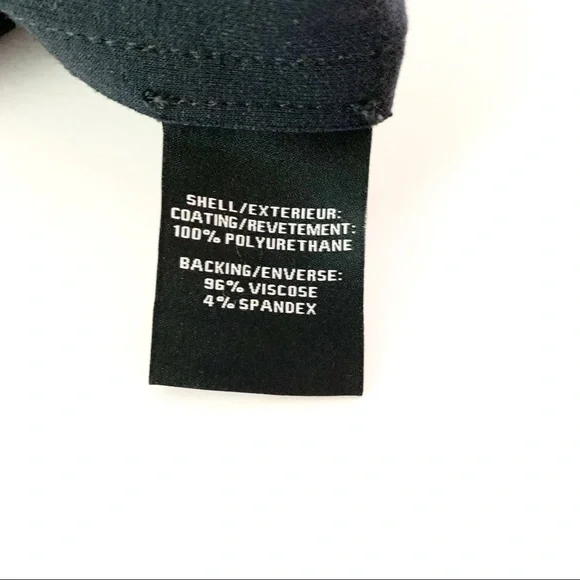 SHELL/EXTERIEUR:
COATING/REVETEMENT:
100% POLYURETHANE
BACKING/ENVERSE:
96% VISCOSE
4% SPANDEX